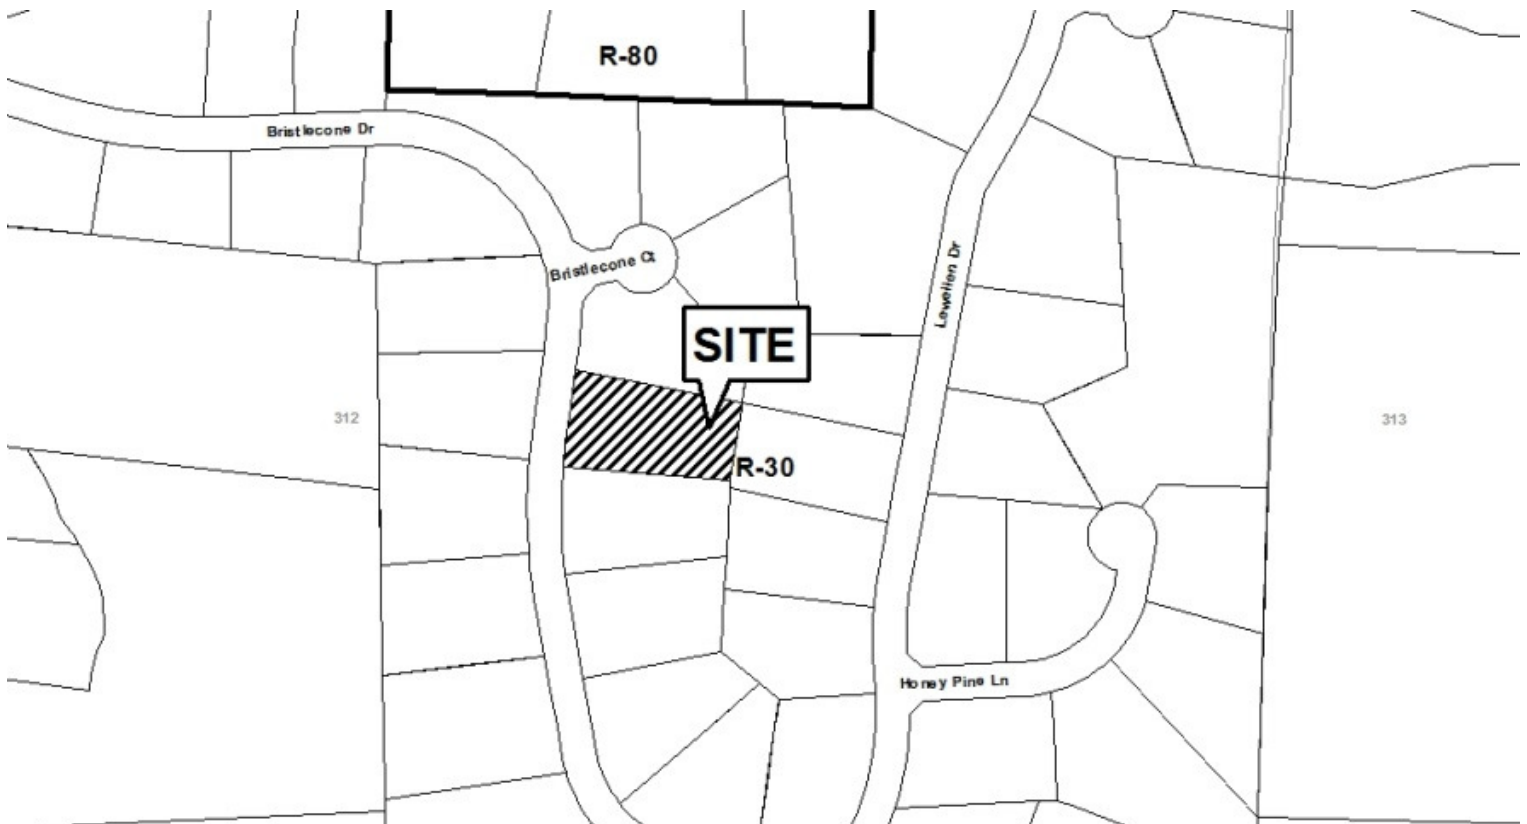 R-80
Bristlecone Dr
Bristlecone Ct
Lewellen Dr
SITE
312
313
R-30
Honey Pine Ln